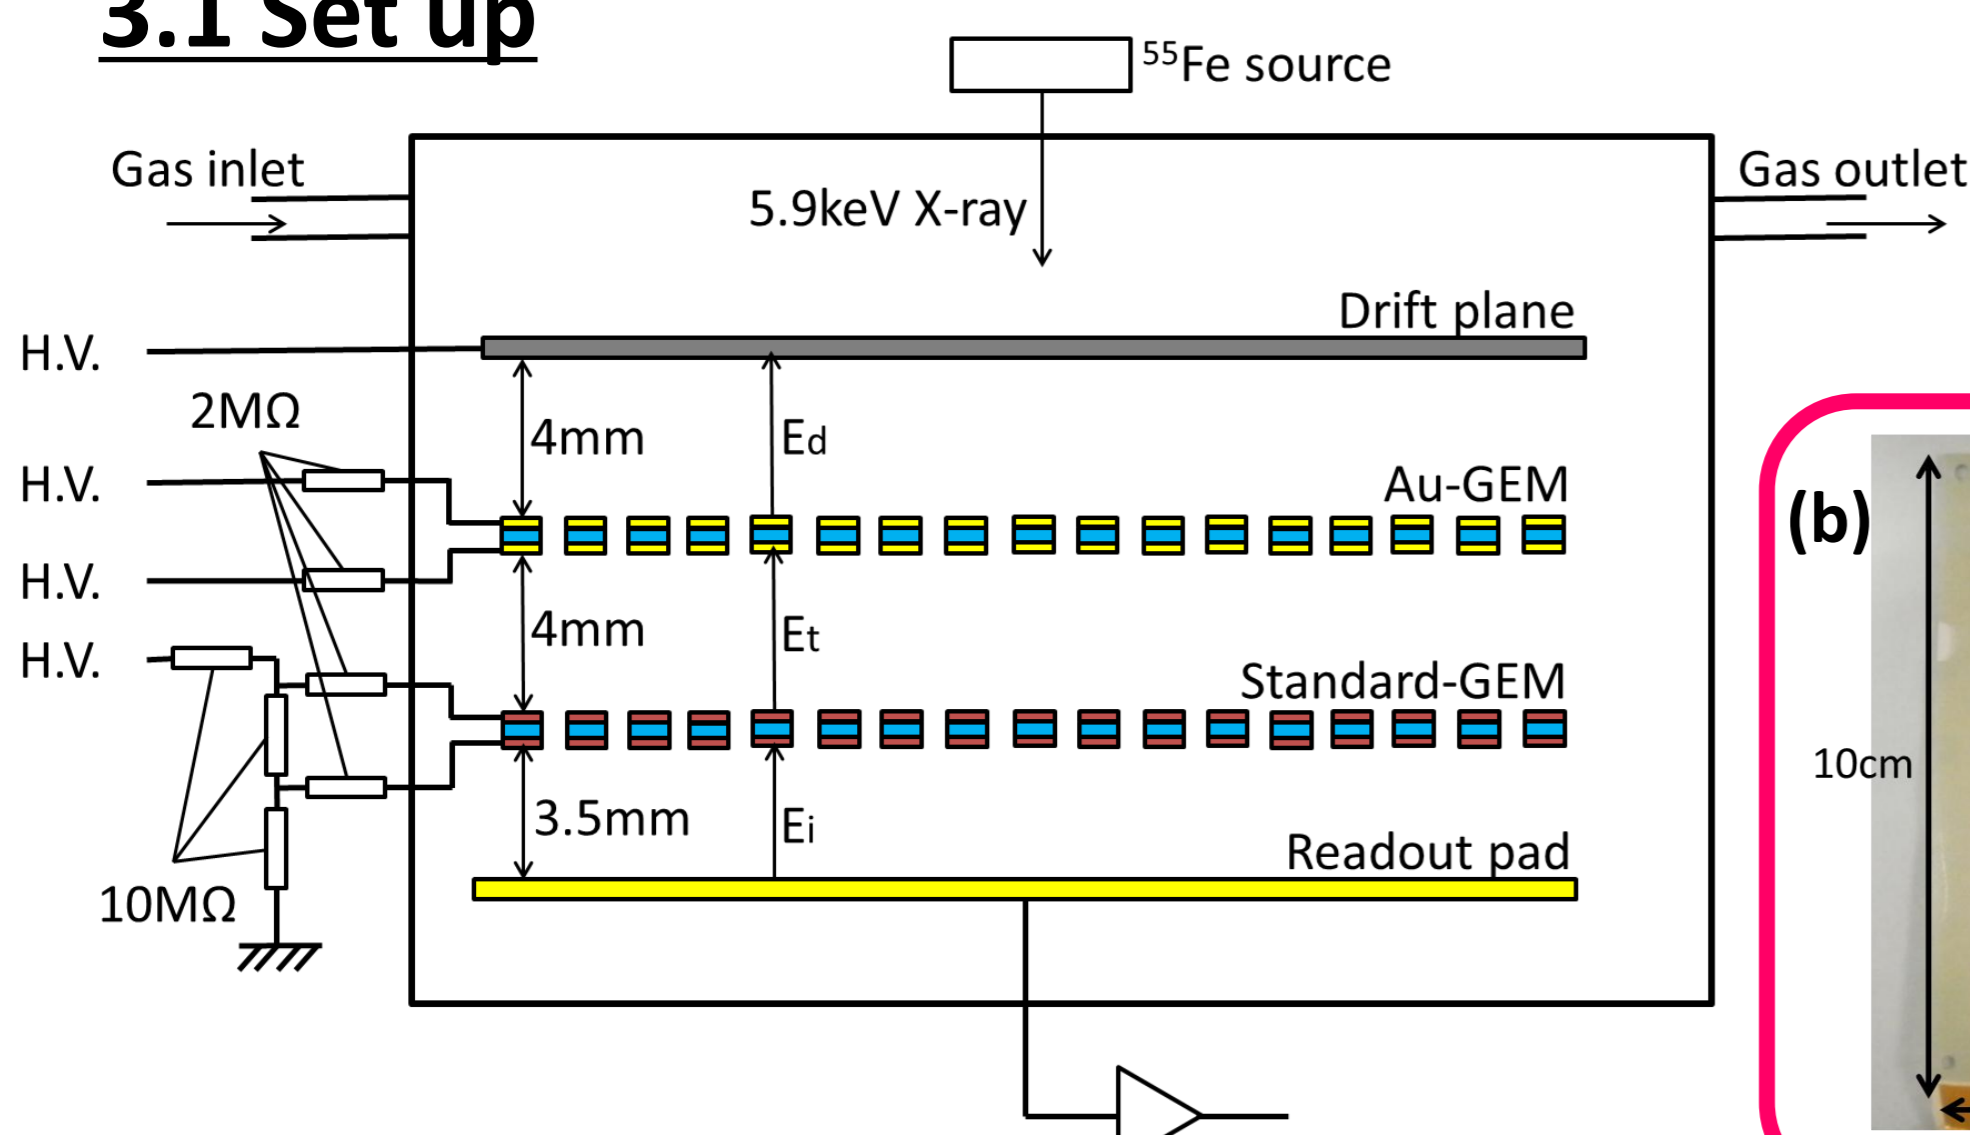 3.1 Set up
⁵⁵Fe source
Gas inlet
Gas outlet
5.9keV X-ray
Drift plane
H.V.
2MΩ
4mm
Ed
H.V.
Au-GEM
(b)
H.V.
4mm
Et
H.V.
Standard-GEM
10cm
3.5mm
Ei
Readout pad
10MΩ